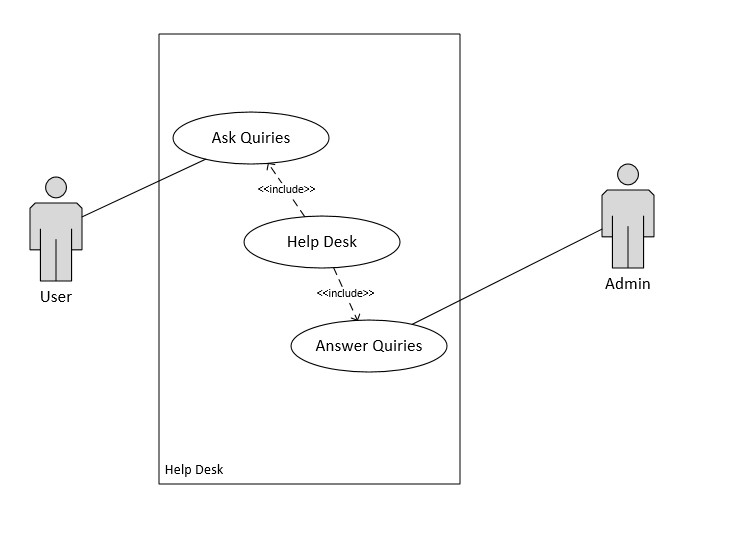 Ask Quiries
<<include>>
Help Desk
<<include>>
Answer Quiries
User
Admin
Help Desk